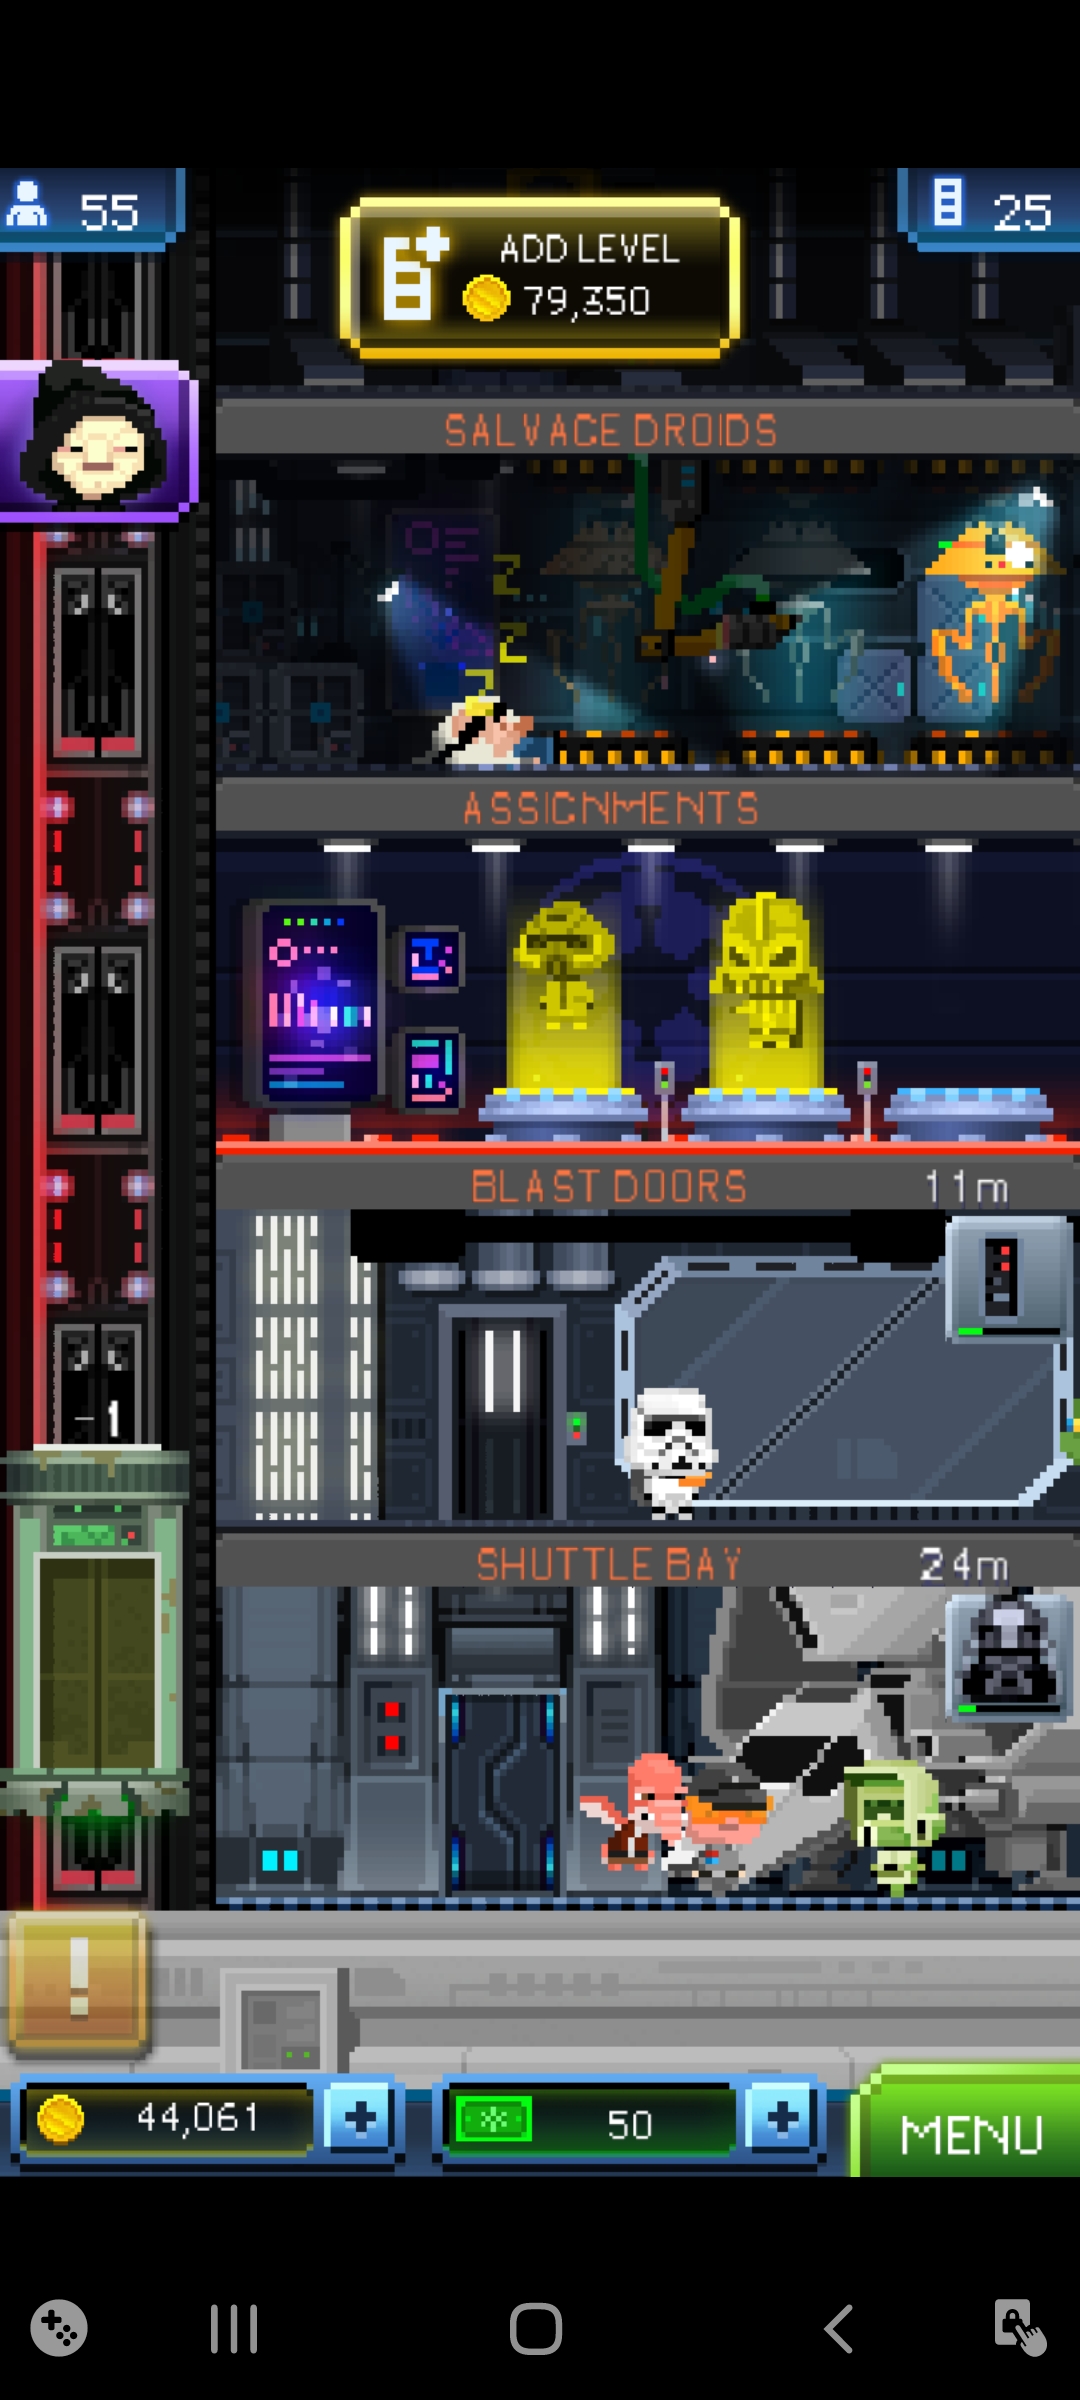 55
ADD LEVEL
79,350
25
SALVAGE DROIDS
Z
Z
Z
ASSIGNMENTS
BLAST DOORS 11m
-1
SHUTTLE BAY 24m
!
44,061
50
MENU